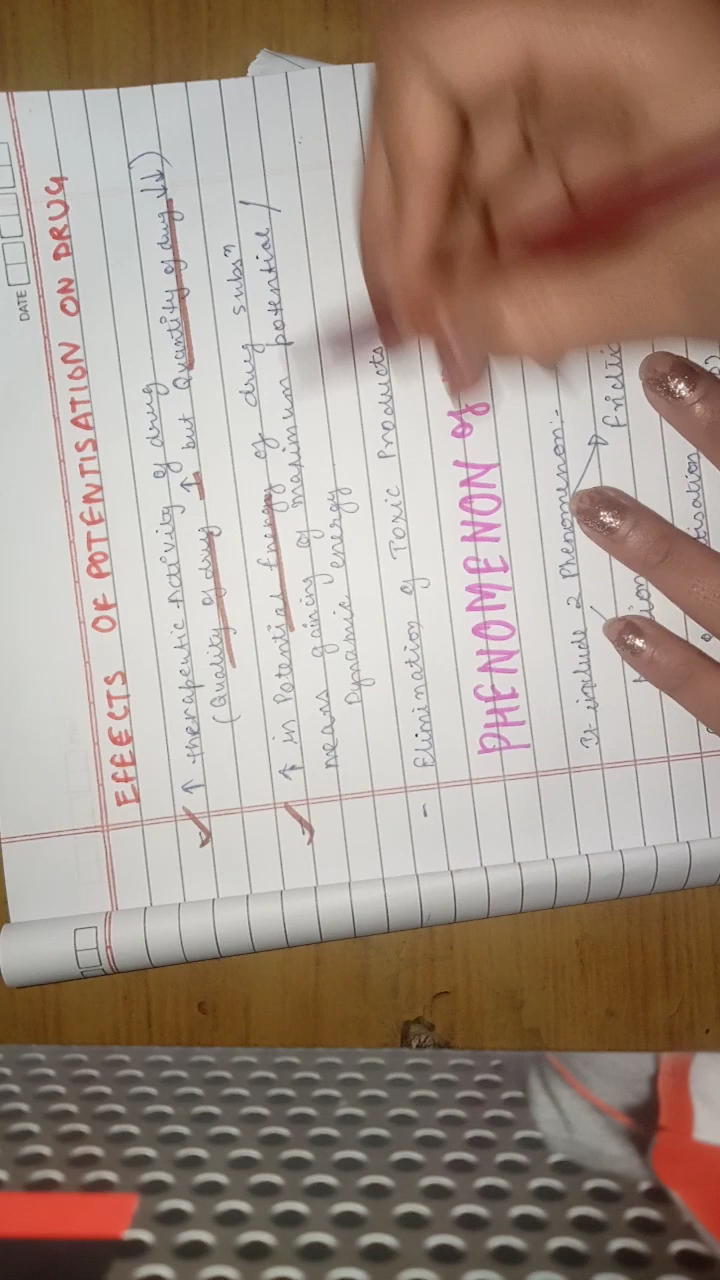 DATE
EFFECTS OF POTENTISATION ON DRUG
↑ therapeutic Activity of drug
(Quality of drug ↑ but Quantity of drug ↓↓)
↑ in Potential Energy of drug subsⁿ
means gaining of maximum potential /
Dynamic energy
- Elimination of Toxic Products
PHENOMENON of
It include 2 Phenomenon:-